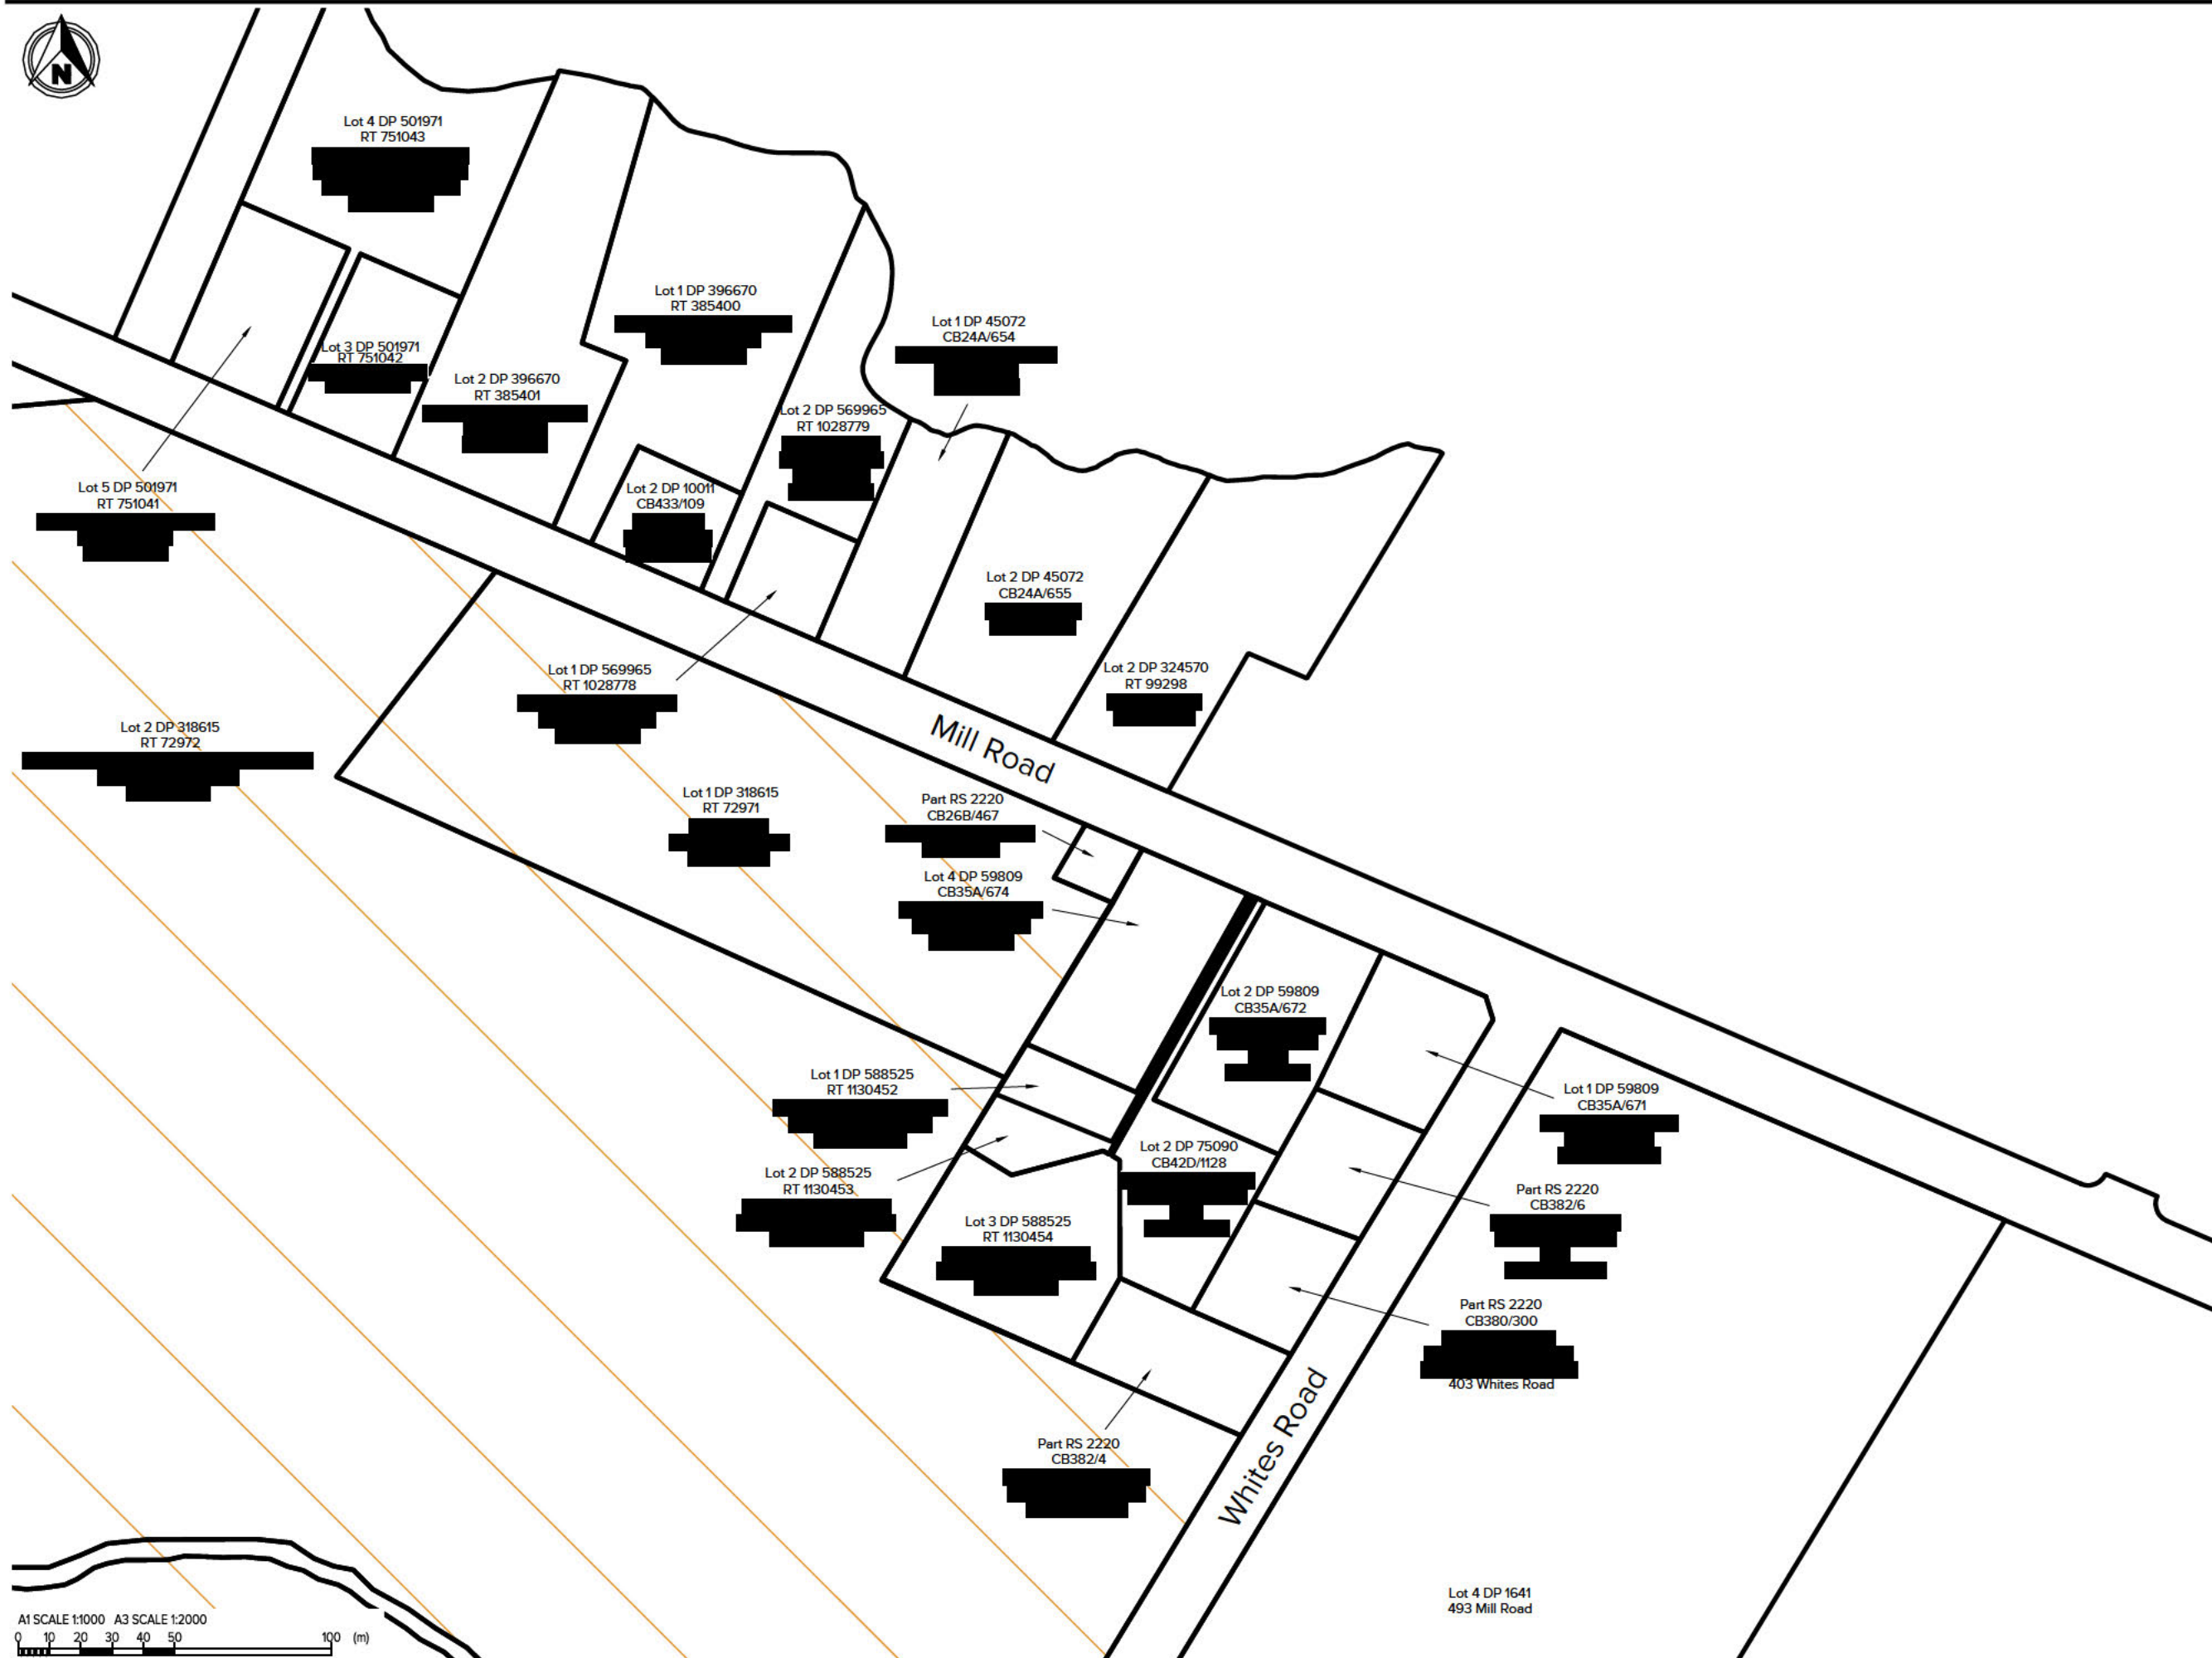 N
Lot 4 DP 501971
RT 751043
Lot 1 DP 396670
RT 385400
Lot 1 DP 45072
CB24A/654
Lot 3 DP 501971
RT 751042
Lot 2 DP 396670
RT 385401
Lot 2 DP 569965
RT 1028779
Lot 5 DP 501971
RT 751041
Lot 2 DP 10011
CB433/109
Lot 2 DP 45072
CB24A/655
Lot 1 DP 569965
RT 1028778
Lot 2 DP 324570
RT 99298
Lot 2 DP 318615
RT 72972
Mill Road
Lot 1 DP 318615
RT 72971
Part RS 2220
CB26B/467
Lot 4 DP 59809
CB35A/674
Lot 2 DP 59809
CB35A/672
Lot 1 DP 588525
RT 1130452
Lot 1 DP 59809
CB35A/671
Lot 2 DP 75090
CB42D/1128
Lot 2 DP 588525
RT 1130453
Part RS 2220
CB382/6
Lot 3 DP 588525
RT 1130454
Part RS 2220
CB380/300
403 Whites Road
Whites Road
Part RS 2220
CB382/4
Lot 4 DP 1641
493 Mill Road
A1 SCALE 1:1000 A3 SCALE 1:2000
0 10 20 30 40 50 100 (m)